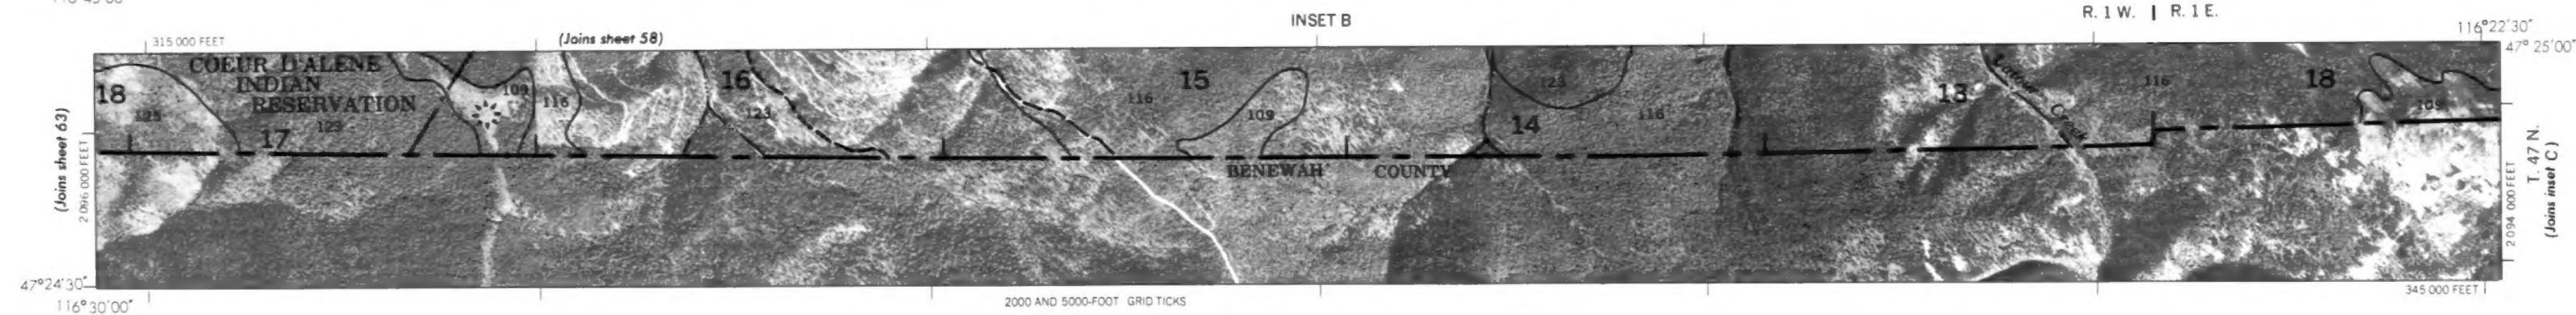 INSET B
R. 1 W. | R. 1 E.
116°22'30"
315 000 FEET
(Joins sheet 58)
47° 25'00"
COEUR D'ALENE
INDIAN
RESERVATION
18
125
17
123
109
116
16
123
15
116
109
123
14
116
13
116
18
109
Creek
(Joins sheet 63)
2 096 000 FEET
BENEWAH COUNTY
2 094 000 FEET
T. 47 N.
(Joins inset C)
47°24'30"
116°30'00"
2000 AND 5000-FOOT GRID TICKS
345 000 FEET